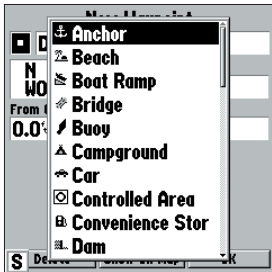 Anchor
Beach
Boat Ramp
Bridge
Buoy
Campground
Car
Controlled Area
Convenience Stor
Dam
N
WO
From
0.0
S